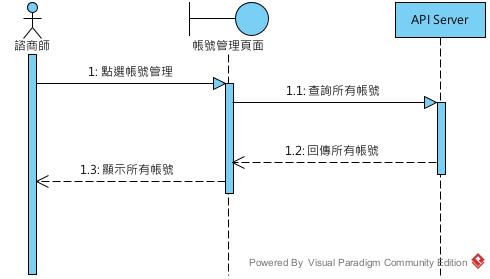 諮商師
帳號管理頁面
API Server
1: 點選帳號管理
1.1: 查詢所有帳號
1.2: 回傳所有帳號
1.3: 顯示所有帳號
Powered By Visual Paradigm Community Edition